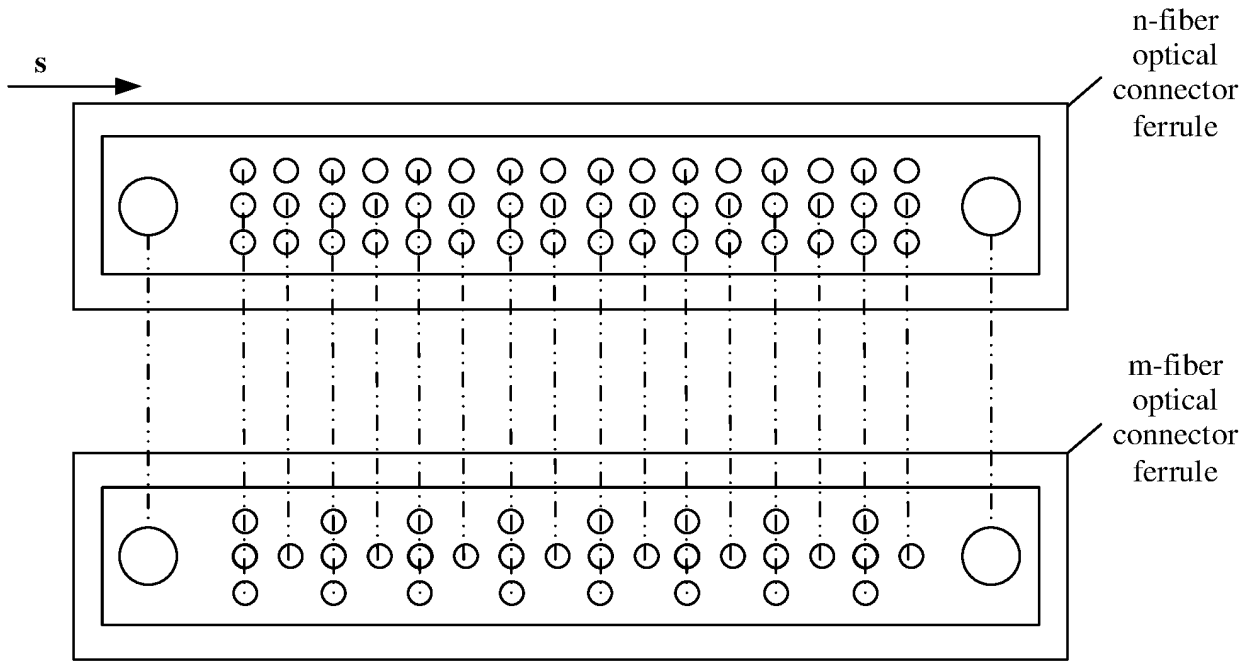 n-fiber
optical
connector
ferrule
s
m-fiber
optical
connector
ferrule